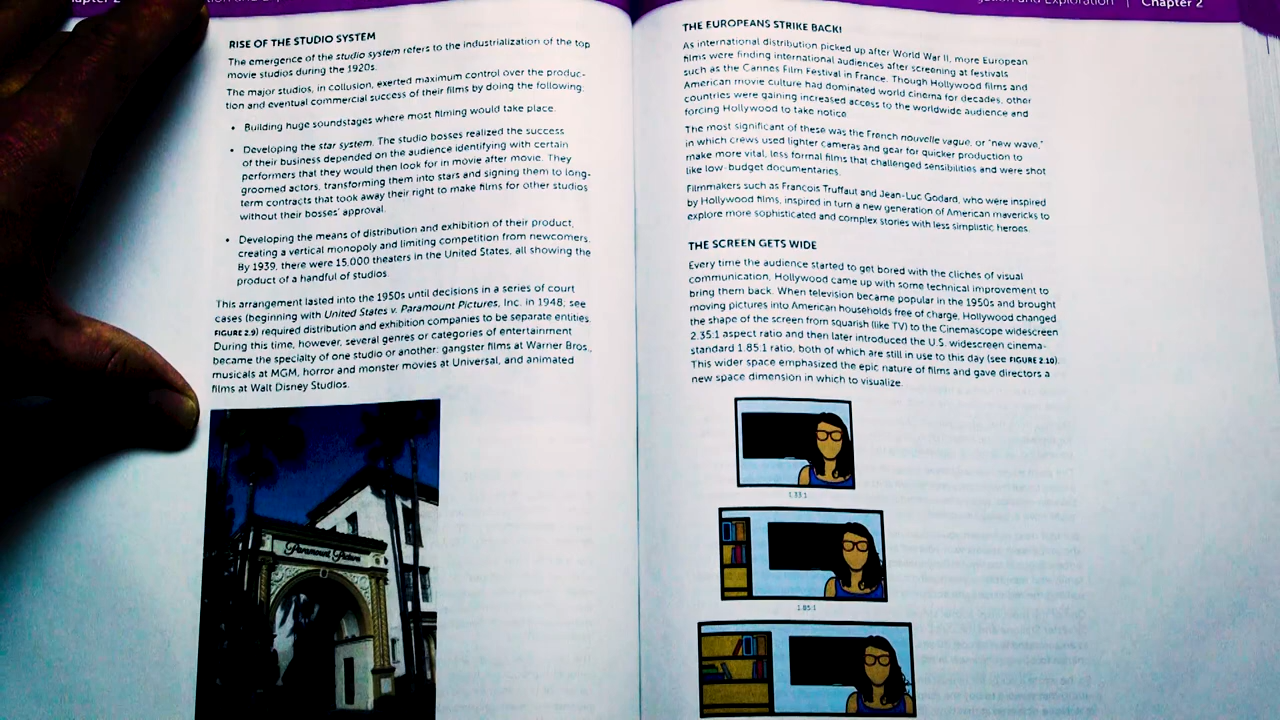 Chapter 2
RISE OF THE STUDIO SYSTEM
The emergence of the studio system refers to the industrialization of the top
movie studios during the 1920s.
The major studios, in collusion, exerted maximum control over the produc-
tion and eventual commercial success of their films by doing the following:
• Building huge soundstages where most filming would take place.
• Developing the star system. The studio bosses realized the success
of their business depended on the audience identifying with certain
performers that they would then look for in movie after movie. They
groomed actors, transforming them into stars and signing them to long-
term contracts that took away their right to make films for other studios
without their bosses' approval.
• Developing the means of distribution and exhibition of their product,
creating a vertical monopoly and limiting competition from newcomers.
By 1939, there were 15,000 theaters in the United States, all showing the
product of a handful of studios.
This arrangement lasted into the 1950s until decisions in a series of court
cases (beginning with United States v. Paramount Pictures, Inc. in 1948; see
FIGURE 2.9) required distribution and exhibition companies to be separate entities.
During this time, however, several genres or categories of entertainment
became the specialty of one studio or another: gangster films at Warner Bros.,
musicals at MGM, horror and monster movies at Universal, and animated
films at Walt Disney Studios.
Paramount Pictures
and Exploration | Chapter 2
THE EUROPEANS STRIKE BACK!
As international distribution picked up after World War II, more European
films were finding international audiences after screening at festivals
such as the Cannes Film Festival in France. Though Hollywood films and
American movie culture had dominated world cinema for decades, other
countries were gaining increased access to the worldwide audience and
forcing Hollywood to take notice.
The most significant of these was the French nouvelle vague, or "new wave,"
in which crews used lighter cameras and gear for quicker production to
make more vital, less formal films that challenged sensibilities and were shot
like low-budget documentaries.
Filmmakers such as Francois Truffaut and Jean-Luc Godard, who were inspired
by Hollywood films, inspired in turn a new generation of American mavericks to
explore more sophisticated and complex stories with less simplistic heroes.
THE SCREEN GETS WIDE
Every time the audience started to get bored with the cliches of visual
communication, Hollywood came up with some technical improvement to
bring them back. When television became popular in the 1950s and brought
moving pictures into American households free of charge, Hollywood changed
the shape of the screen from squarish (like TV) to the Cinemascope widescreen
2.35:1 aspect ratio and then later introduced the U.S. widescreen cinema-
standard 1.85:1 ratio, both of which are still in use to this day (see FIGURE 2.10).
This wider space emphasized the epic nature of films and gave directors a
new space dimension in which to visualize.
1.33:1
1.85:1